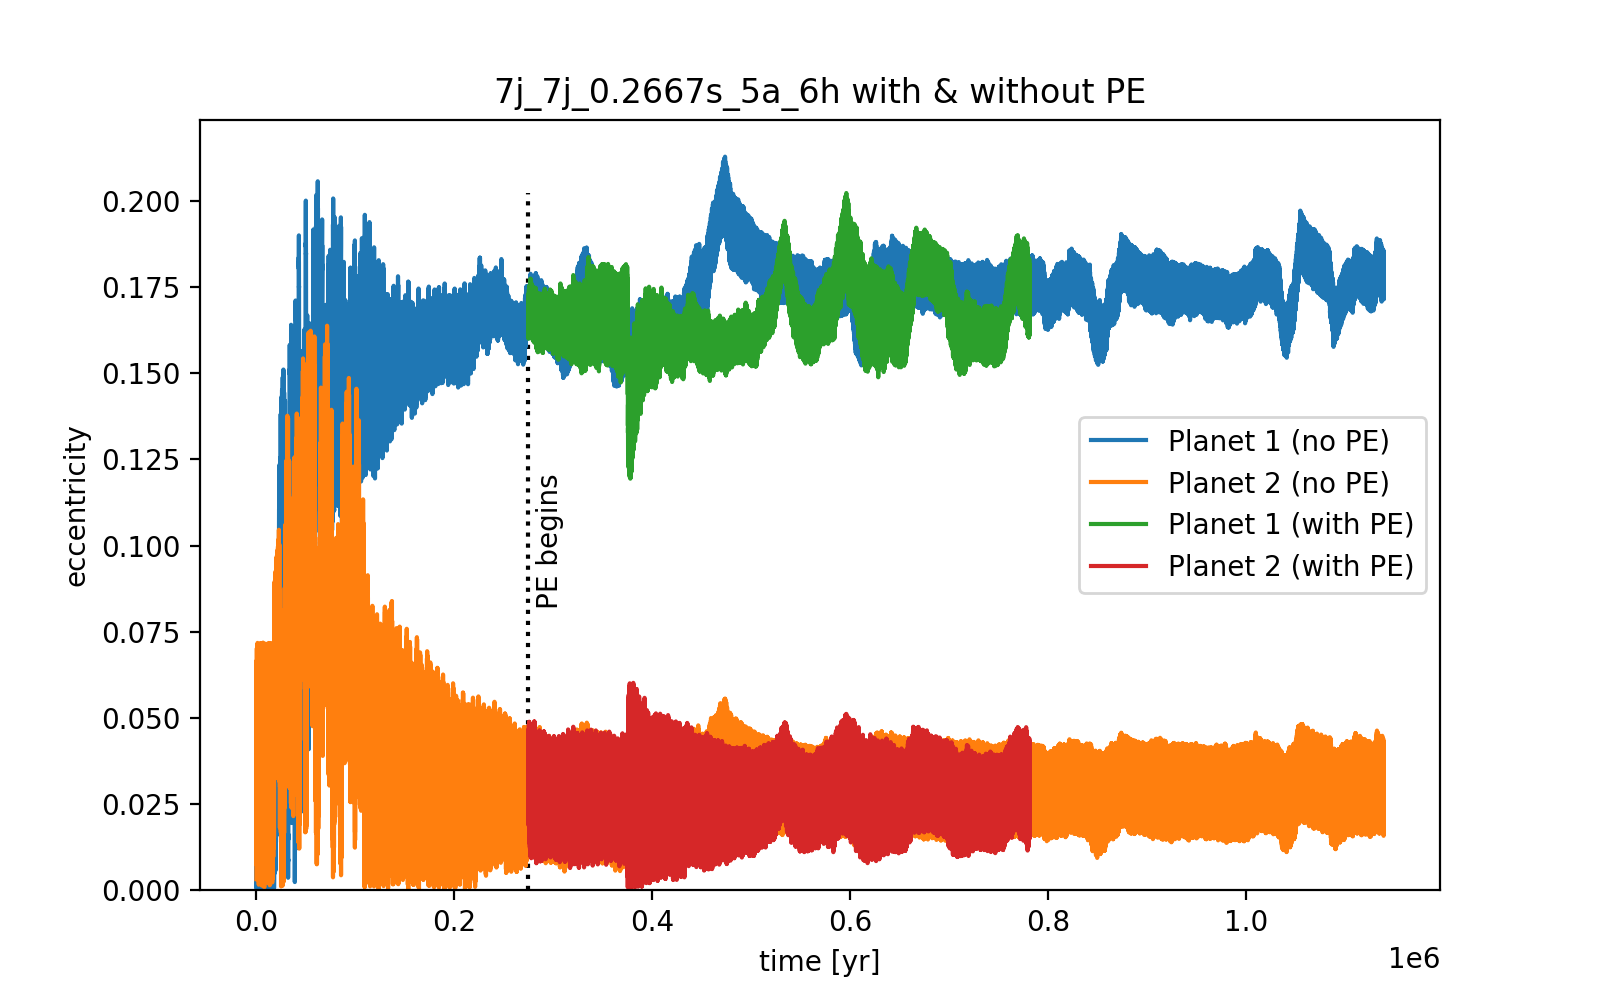 7j_7j_0.2667s_5a_6h with & without PE
0.200
0.175
0.150
0.125
0.100
0.075
0.050
0.025
0.000
eccentricity
PE begins
Planet 1 (no PE)
Planet 2 (no PE)
Planet 1 (with PE)
Planet 2 (with PE)
0.0 0.2 0.4 0.6 0.8 1.0
time [yr]
1e6